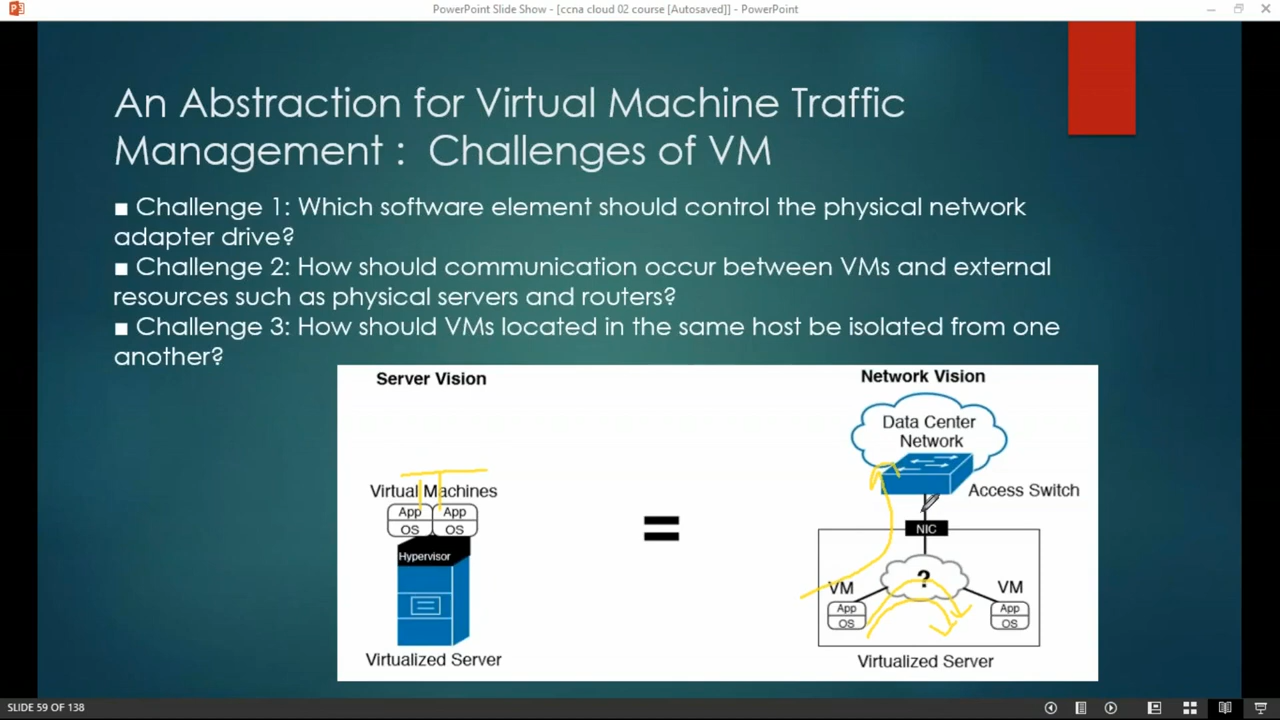 PowerPoint Slide Show - [ccna cloud 02 course [Autosaved]] - PowerPoint
An Abstraction for Virtual Machine Traffic
Management : Challenges of VM
■ Challenge 1: Which software element should control the physical network
adapter drive?
■ Challenge 2: How should communication occur between VMs and external
resources such as physical servers and routers?
■ Challenge 3: How should VMs located in the same host be isolated from one
another?
Server Vision
Virtual Machines
App App
OS OS
Hypervisor
Virtualized Server
=
Network Vision
Data Center
Network
Access Switch
NIC
?
VM VM
App App
OS OS
Virtualized Server
SLIDE 59 OF 138